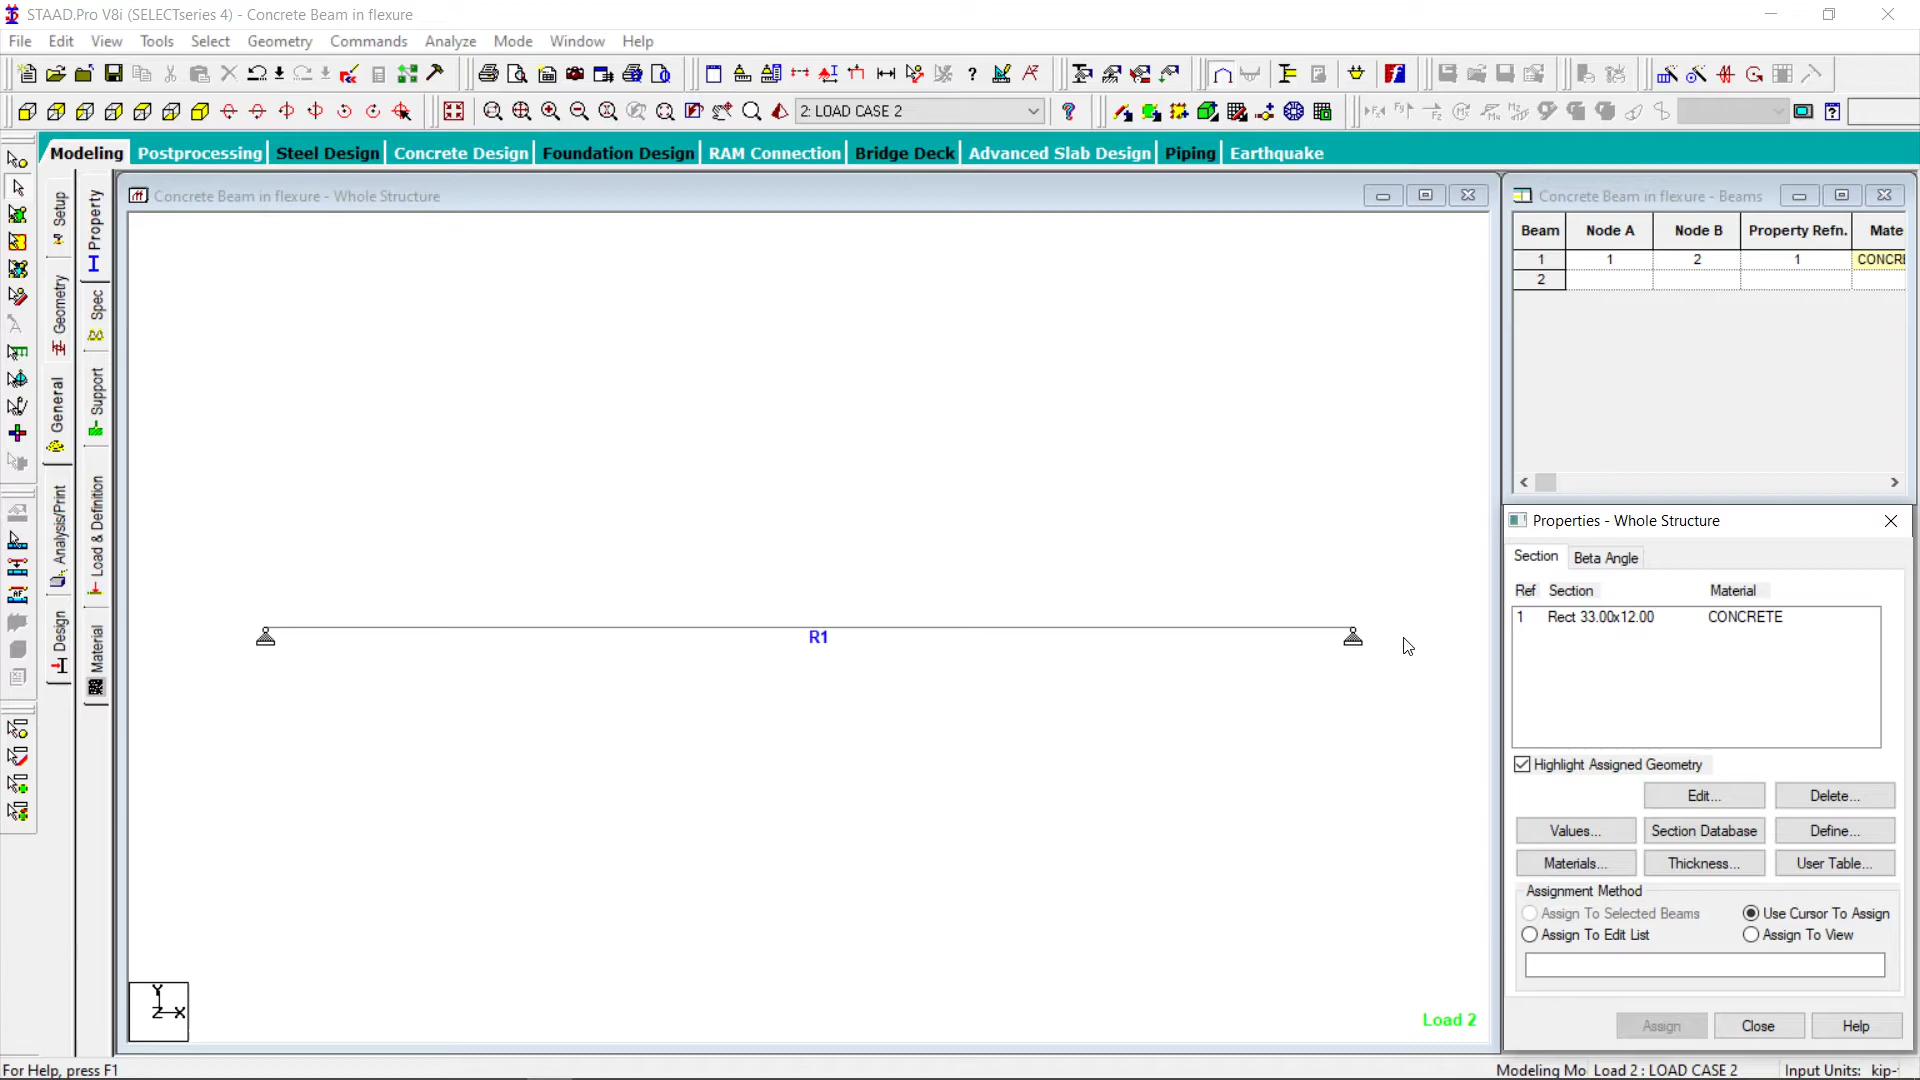 STAAD.Pro V8i (SELECTseries 4) - Concrete Beam in flexure
File Edit View Tools Select Geometry Commands Analyze Mode Window Help
2: LOAD CASE 2
Modeling Postprocessing Steel Design Concrete Design Foundation Design RAM Connection Bridge Deck Advanced Slab Design Piping Earthquake
Setup
Geometry
General
Analysis/Print
Design
Property
Spec
Support
Load & Definition
Material
Concrete Beam in flexure - Whole Structure
R1
Y
Z X
Load 2
Concrete Beam in flexure - Beams
Beam Node A Node B Property Refn. Mate
1 1 2 1 CONCRE
2
Properties - Whole Structure
Section Beta Angle
Ref Section Material
1 Rect 33.00x12.00 CONCRETE
Highlight Assigned Geometry
Edit... Delete...
Values... Section Database Define...
Materials... Thickness... User Table...
Assignment Method
Assign To Selected Beams Use Cursor To Assign
Assign To Edit List Assign To View
Assign Close Help
For Help, press F1 Modeling Mo Load 2 : LOAD CASE 2 Input Units: kip-